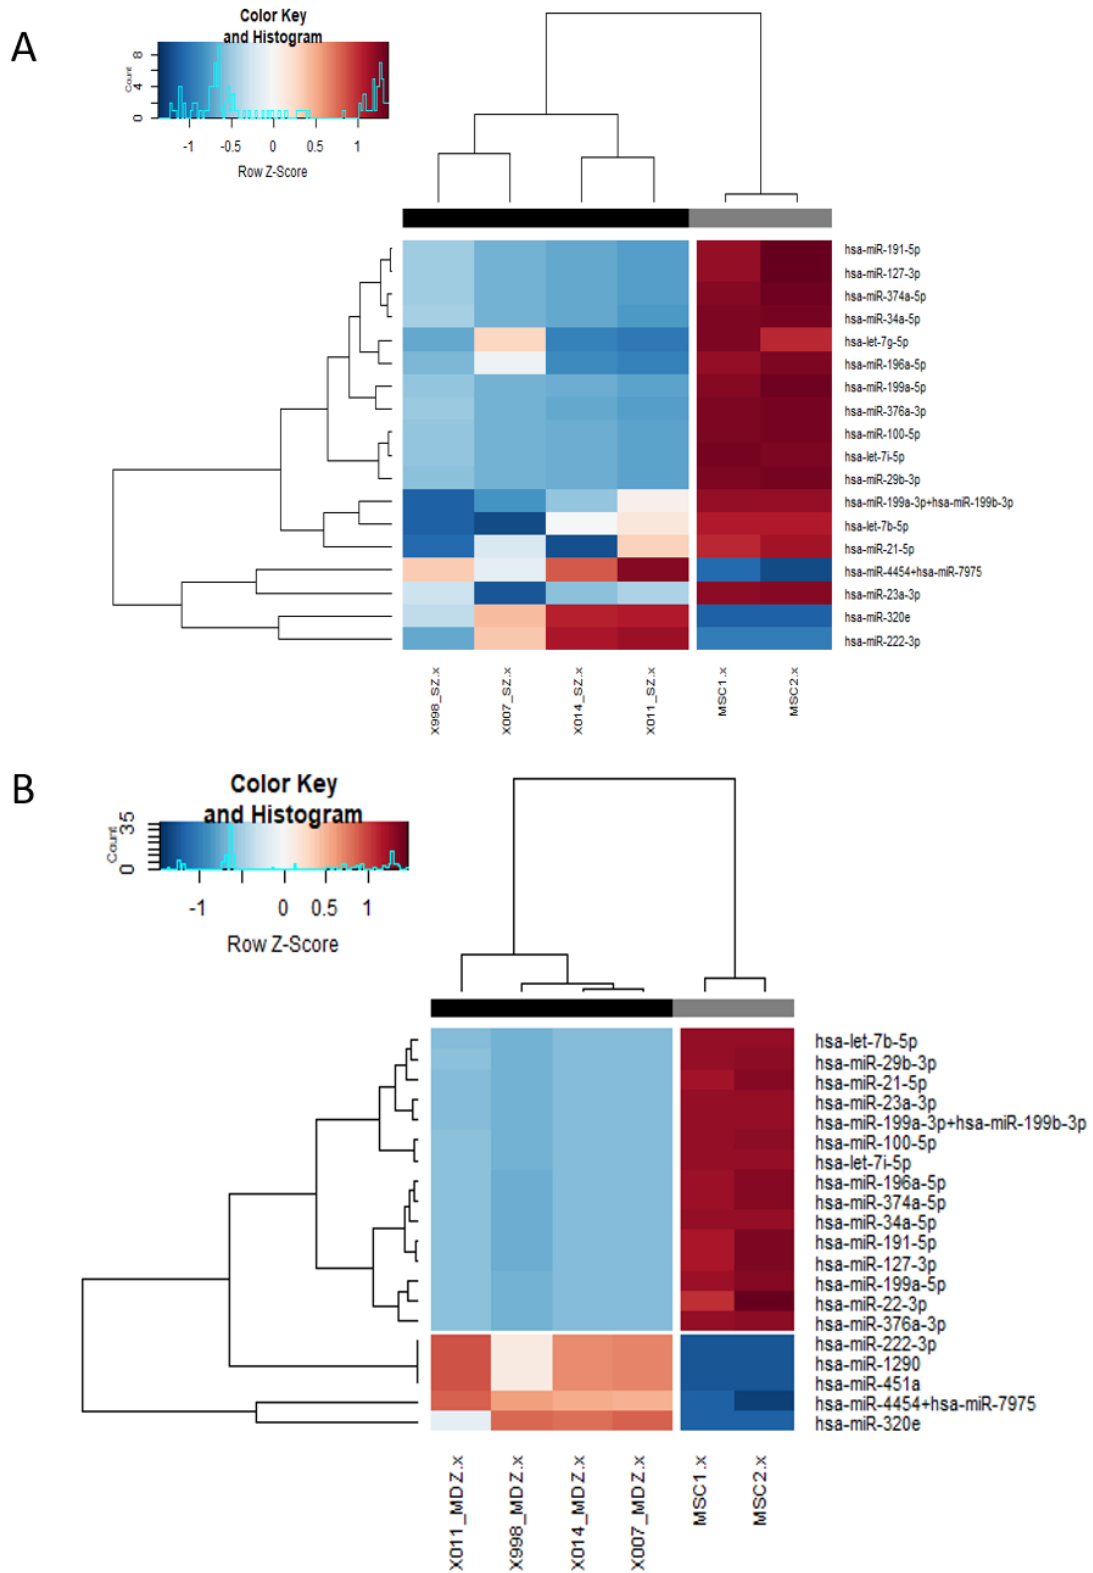 A
Color Key
and Histogram
Count
0 4 8
-1 -0.5 0 0.5 1
Row Z-Score
hsa-miR-191-5p
hsa-miR-127-3p
hsa-miR-374a-5p
hsa-miR-34a-5p
hsa-let-7g-5p
hsa-miR-196a-5p
hsa-miR-199a-5p
hsa-miR-376a-3p
hsa-miR-100-5p
hsa-let-7i-5p
hsa-miR-29b-3p
hsa-miR-199a-3p+hsa-miR-199b-3p
hsa-let-7b-5p
hsa-miR-21-5p
hsa-miR-4454+hsa-miR-7975
hsa-miR-23a-3p
hsa-miR-320e
hsa-miR-222-3p
X998_SZ.x
X007_SZ.x
X014_SZ.x
X011_SZ.x
MSC1.x
MSC2.x
B
Color Key
and Histogram
Count
0 35
-1 0 0.5 1
Row Z-Score
hsa-let-7b-5p
hsa-miR-29b-3p
hsa-miR-21-5p
hsa-miR-23a-3p
hsa-miR-199a-3p+hsa-miR-199b-3p
hsa-miR-100-5p
hsa-let-7i-5p
hsa-miR-196a-5p
hsa-miR-374a-5p
hsa-miR-34a-5p
hsa-miR-191-5p
hsa-miR-127-3p
hsa-miR-199a-5p
hsa-miR-22-3p
hsa-miR-376a-3p
hsa-miR-222-3p
hsa-miR-1290
hsa-miR-451a
hsa-miR-4454+hsa-miR-7975
hsa-miR-320e
X011_MDZ.x
X998_MDZ.x
X014_MDZ.x
X007_MDZ.x
MSC1.x
MSC2.x